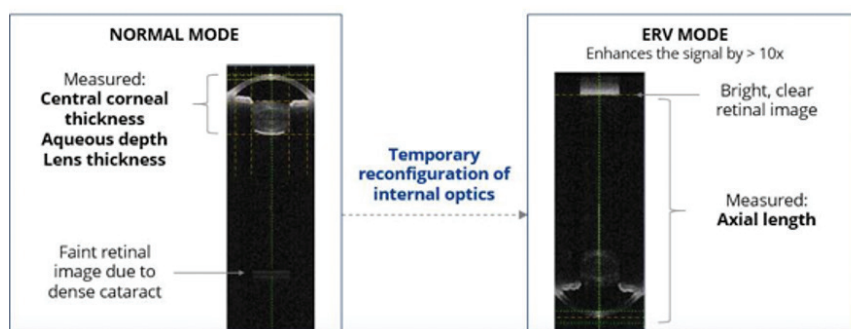 NORMAL MODE
Measured:
Central corneal
thickness
Aqueous depth
Lens thickness
Faint retinal
image due to
dense cataract
Temporary
reconfiguration of
internal optics
ERV MODE
Enhances the signal by > 10x
Bright, clear
retinal image
Measured:
Axial length